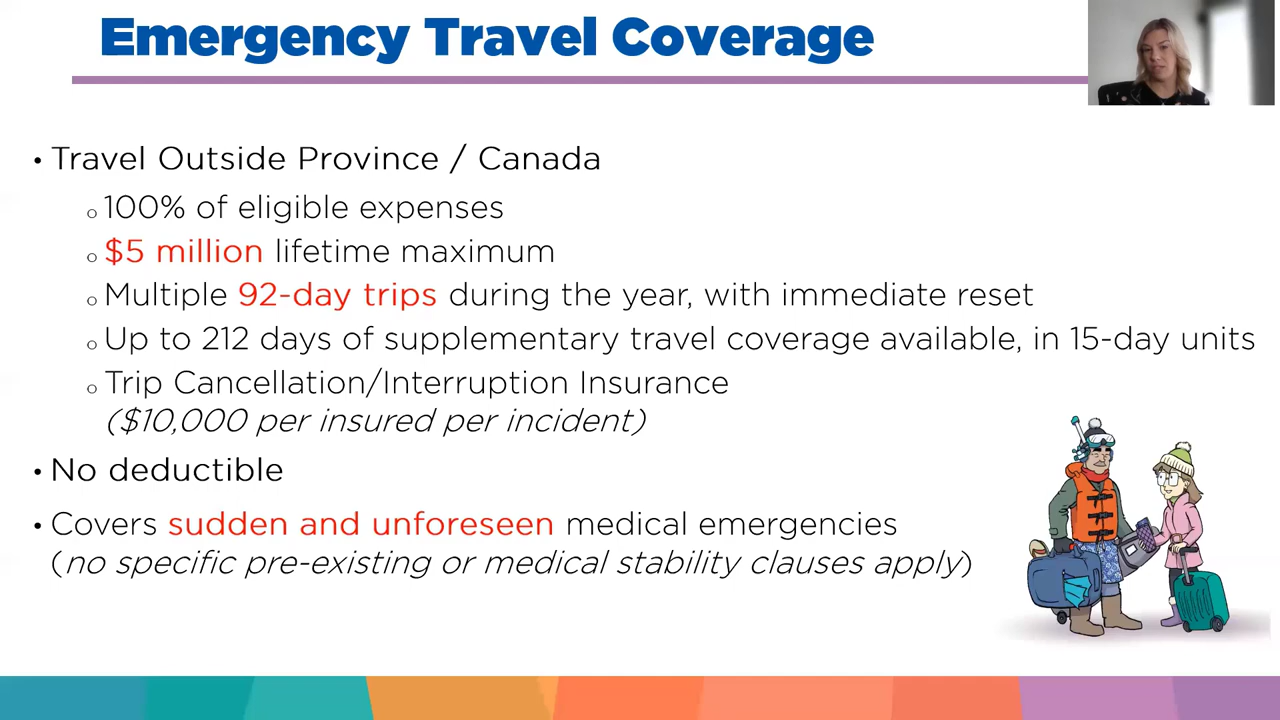 Emergency Travel Coverage
• Travel Outside Province / Canada
o 100% of eligible expenses
o $5 million lifetime maximum
o Multiple 92-day trips during the year, with immediate reset
o Up to 212 days of supplementary travel coverage available, in 15-day units
o Trip Cancellation/Interruption Insurance
($10,000 per insured per incident)
• No deductible
• Covers sudden and unforeseen medical emergencies
(no specific pre-existing or medical stability clauses apply)